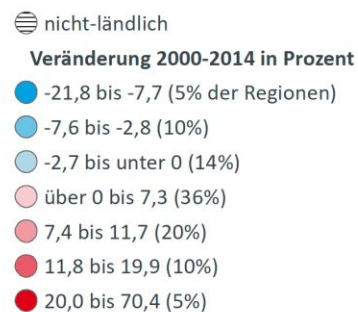 nicht-ländlich
Veränderung 2000-2014 in Prozent
-21,8 bis -7,7 (5% der Regionen)
-7,6 bis -2,8 (10%)
-2,7 bis unter 0 (14%)
über 0 bis 7,3 (36%)
7,4 bis 11,7 (20%)
11,8 bis 19,9 (10%)
20,0 bis 70,4 (5%)